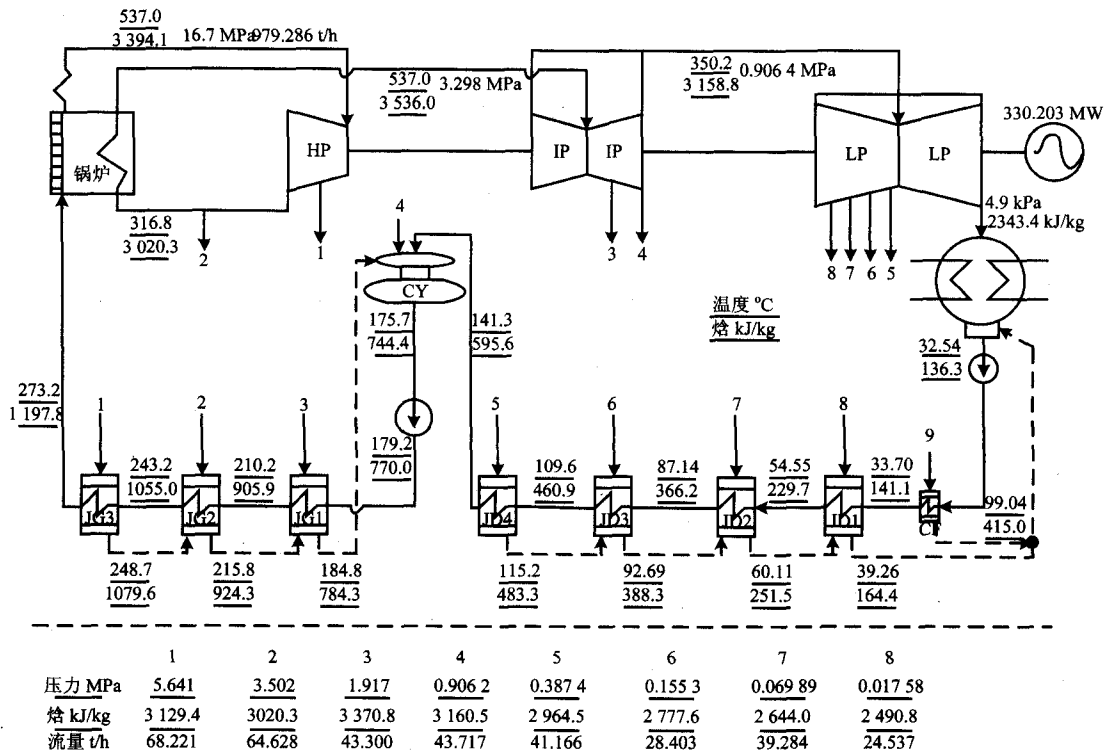 537.0
3 394.1
16.7 MPa 979.286 t/h
537.0
3 536.0
3.298 MPa
350.2
3 158.8
0.906 4 MPa
330.203 MW
锅炉
HP
IP
IP
LP
LP
316.8
3 020.3
2
1
4
3
4
8
7
6
5
4.9 kPa
2343.4 kJ/kg
CY
175.7
744.4
141.3
595.6
温度 °C
焓 kJ/kg
32.54
136.3
273.2
1 197.8
1
2
3
179.2
770.0
5
6
7
8
9
243.2
1055.0
210.2
905.9
109.6
460.9
87.14
366.2
54.55
229.7
33.70
141.1
99.04
415.0
JG3
JG2
JG1
JD4
JD3
JD2
JD1
248.7
1079.6
215.8
924.3
184.8
784.3
115.2
483.3
92.69
388.3
60.11
251.5
39.26
164.4
1 2 3 4 5 6 7 8
压力 MPa 5.641 3.502 1.917 0.906 2 0.387 4 0.155 3 0.069 89 0.017 58
焓 kJ/kg 3 129.4 3020.3 3 370.8 3 160.5 2 964.5 2 777.6 2 644.0 2 490.8
流量 t/h 68.221 64.628 43.300 43.717 41.166 28.403 39.284 24.537